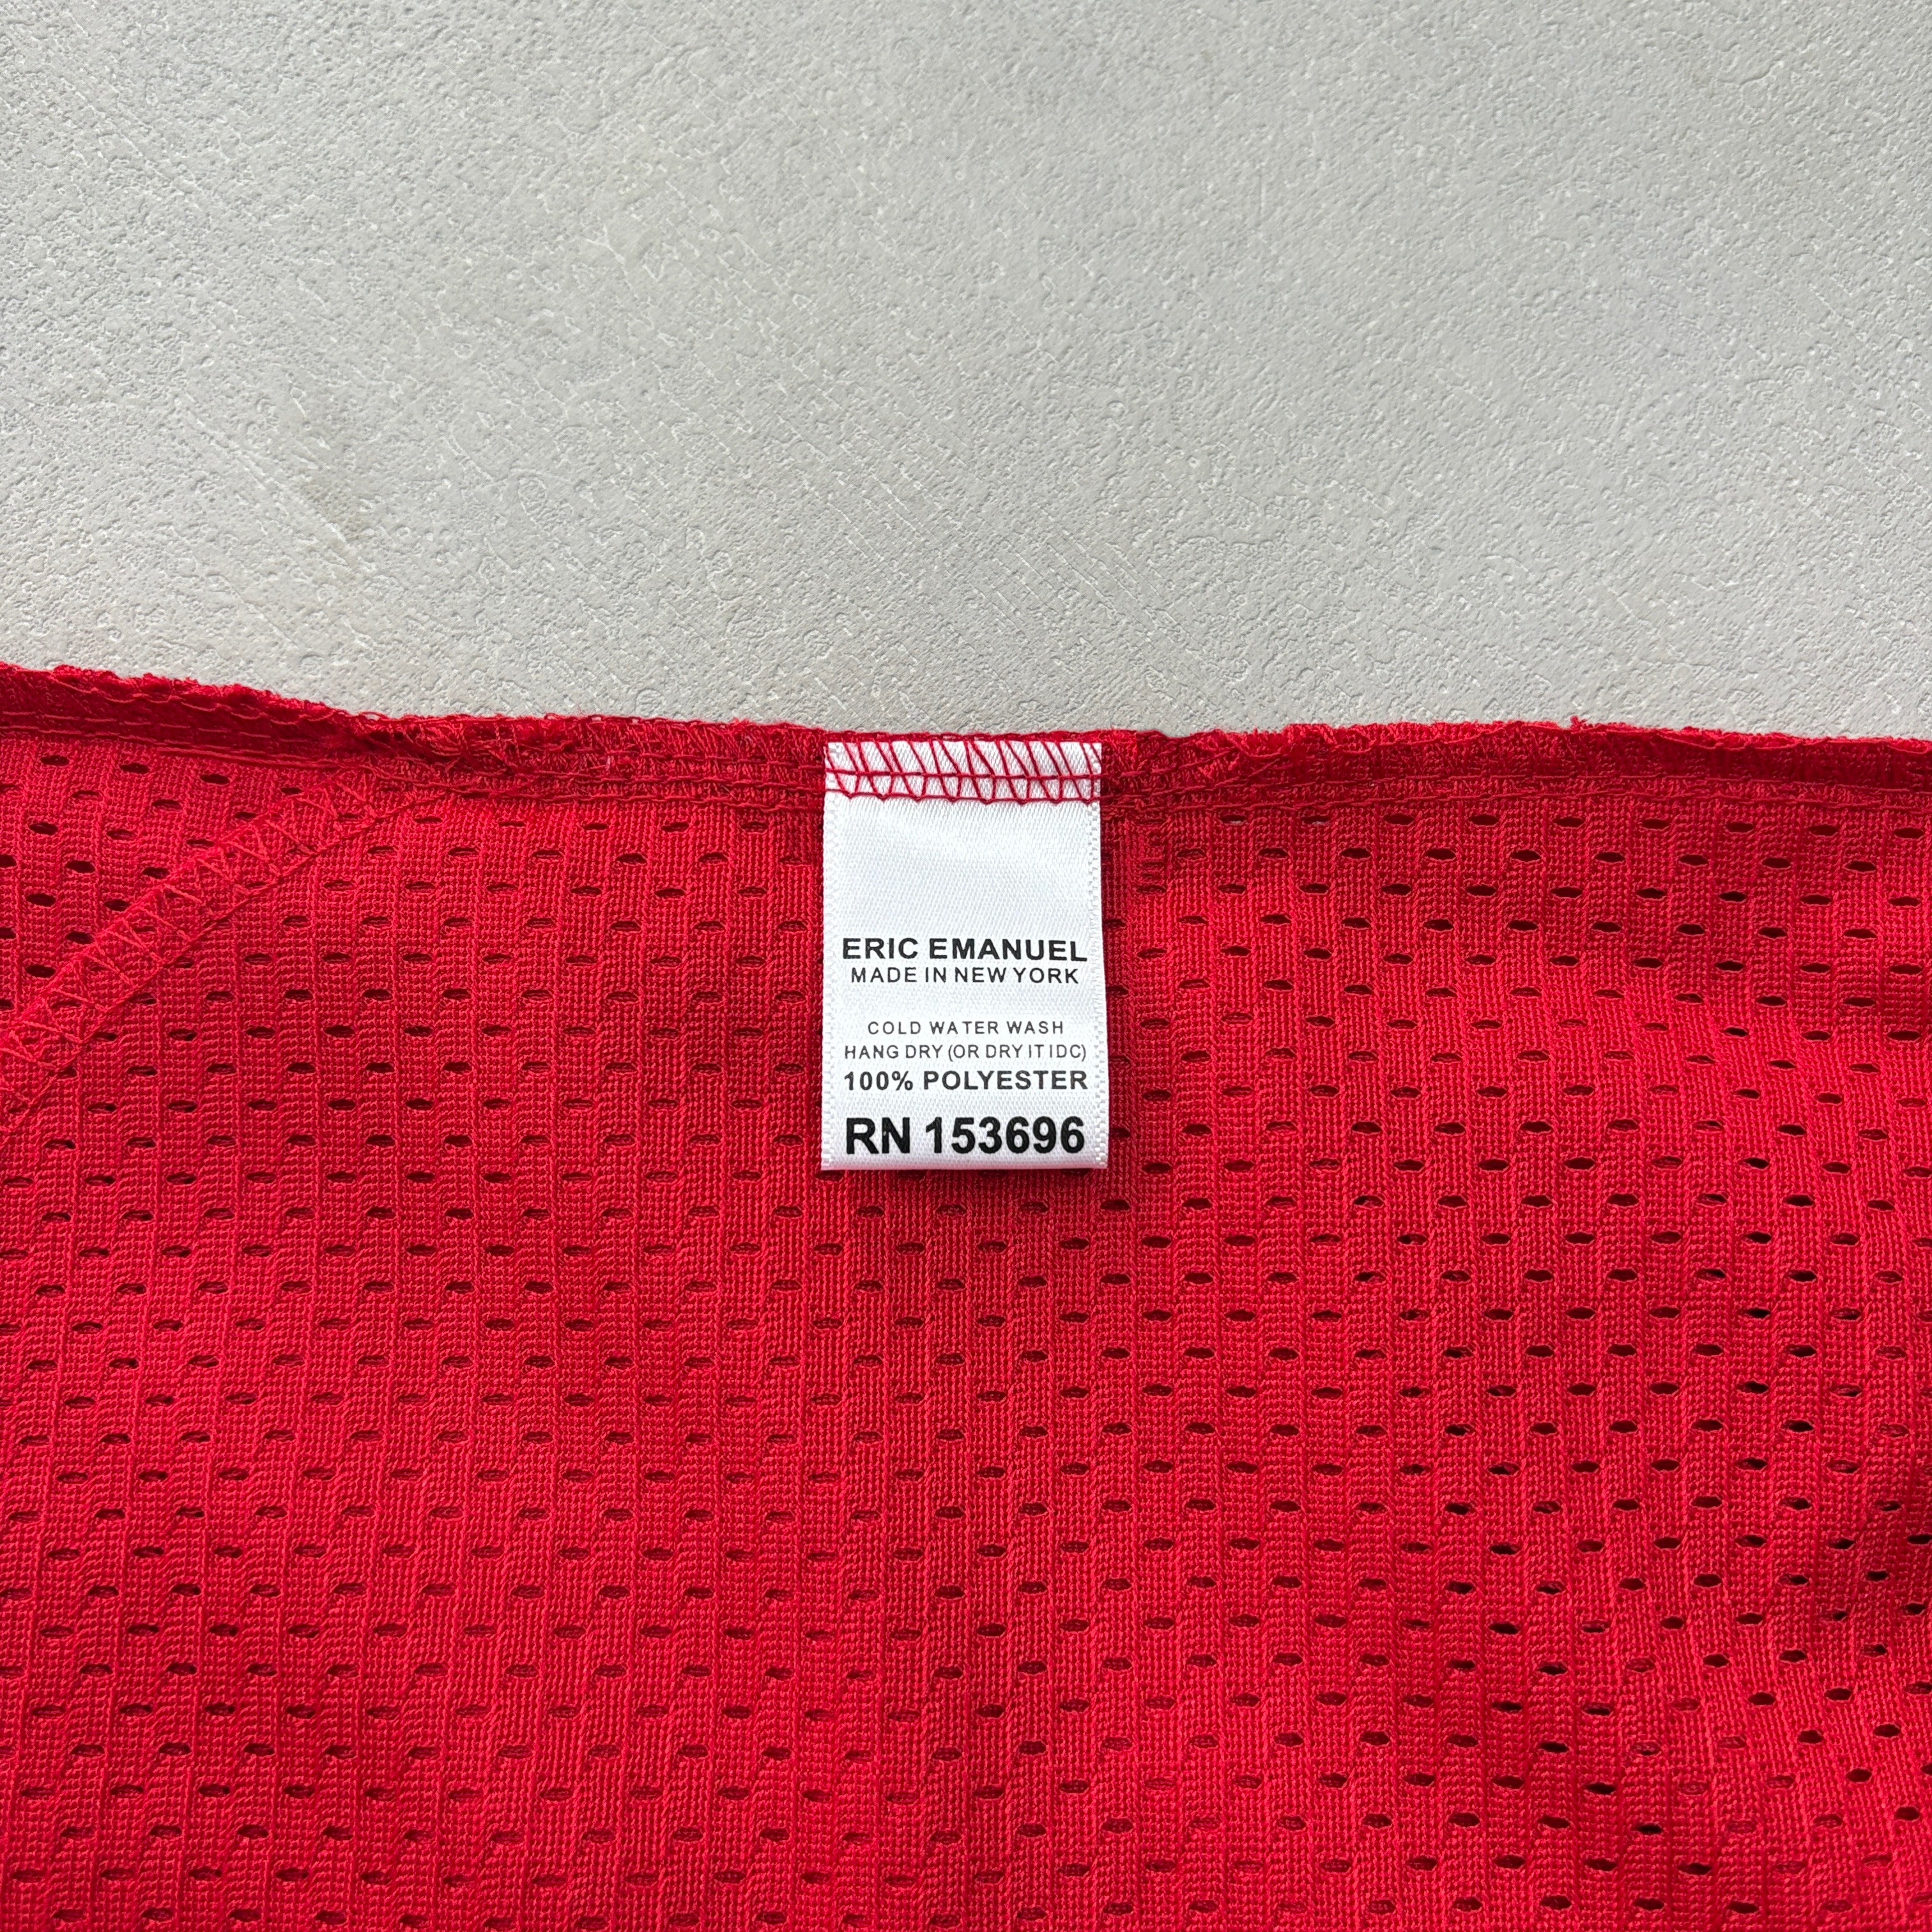 ERIC EMANUEL
MADE IN NEW YORK
COLD WATER WASH
HANG DRY (OR DRY IT IDC)
100% POLYESTER
RN 153696